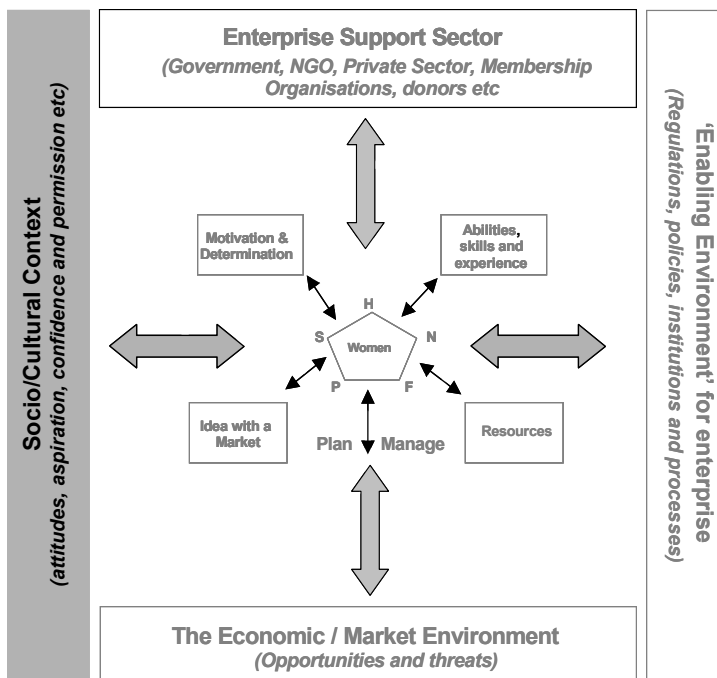 Enterprise Support Sector
(Government, NGO, Private Sector, Membership
Organisations, donors etc
Socio/Cultural Context
(attitudes, aspiration, confidence and permission etc)
'Enabling Environment' for enterprise
(Regulations, policies, institutions and processes)
Motivation &
Determination
Abilities,
skills and
experience
H
S
N
Women
P
F
Idea with a
Market
Plan
Manage
Resources
The Economic / Market Environment
(Opportunities and threats)